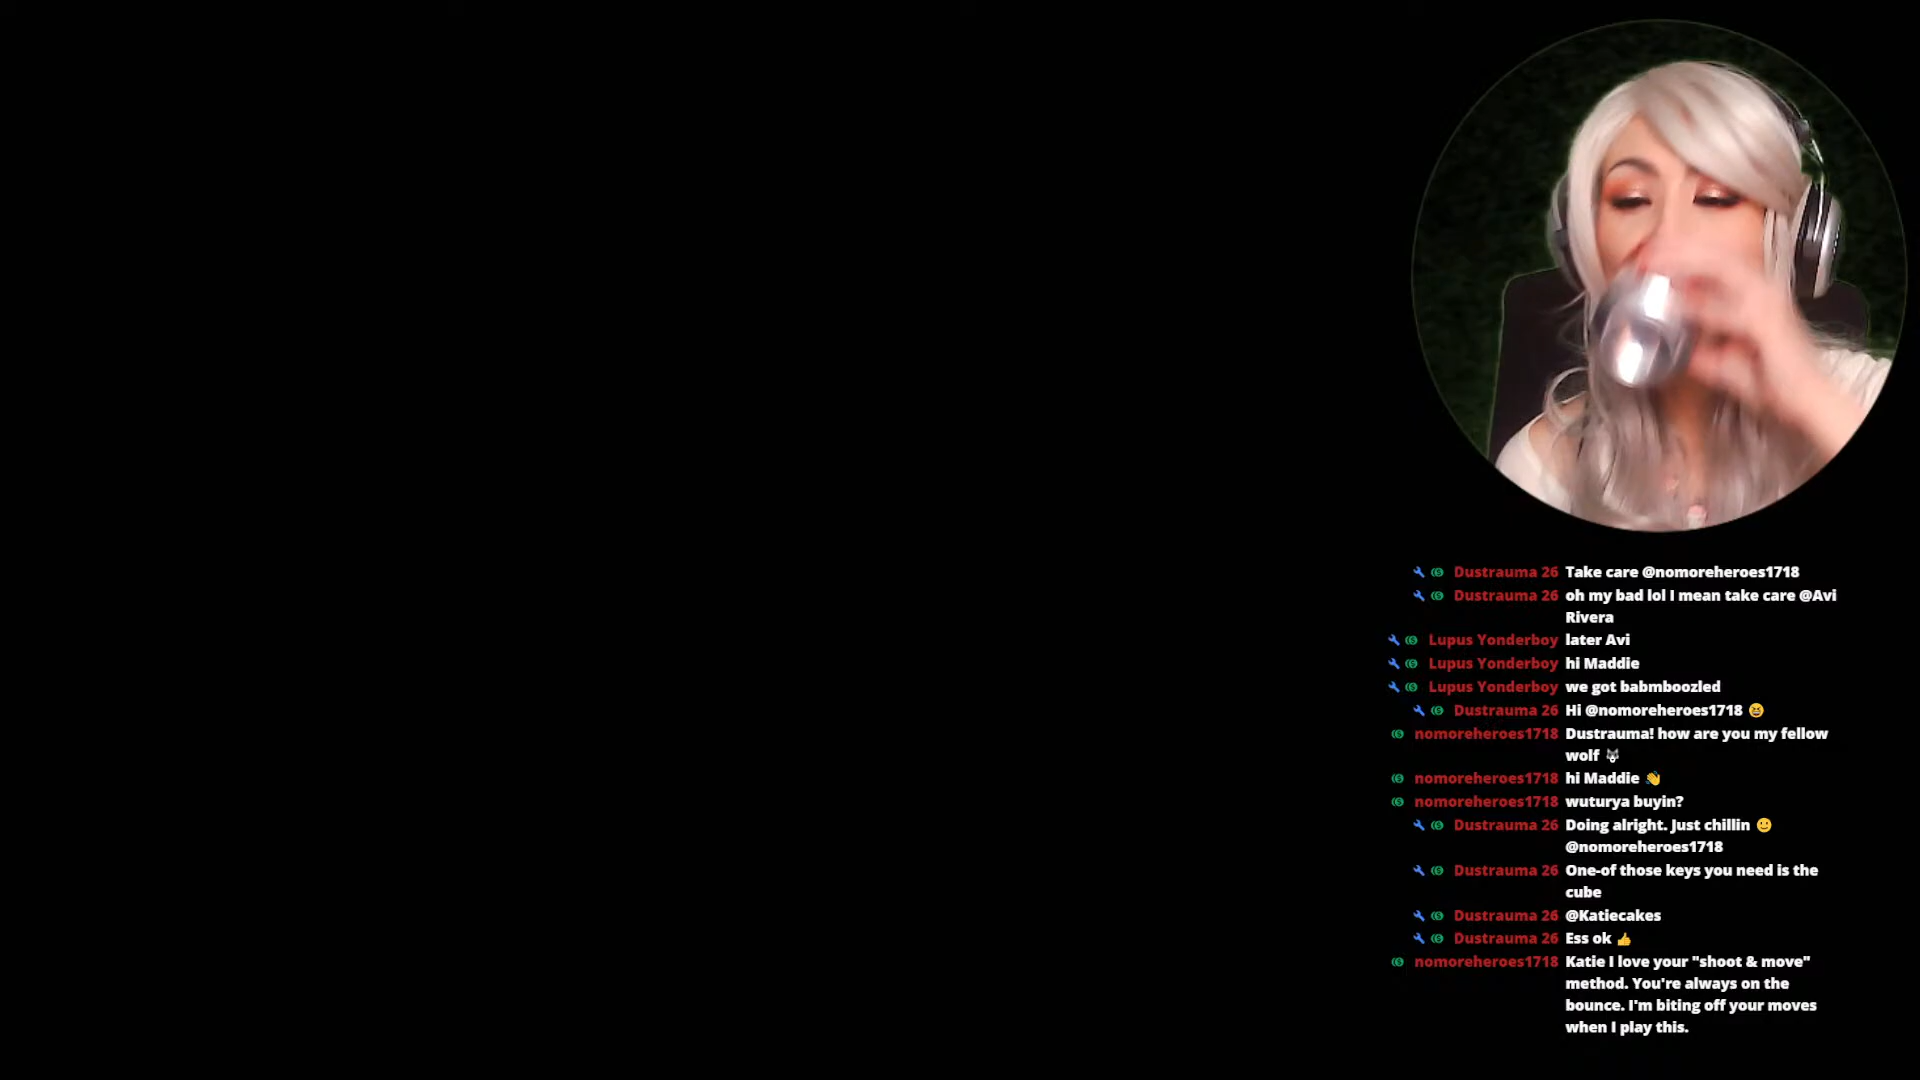 Dustrauma 26 Take care @nomoreheroes1718
Dustrauma 26 oh my bad lol I mean take care @Avi
Rivera
Lupus Yonderboy later Avi
Lupus Yonderboy hi Maddie
Lupus Yonderboy we got babmboozled
Dustrauma 26 Hi @nomoreheroes1718 😆
nomoreheroes1718 Dustrauma! how are you my fellow
wolf 🐺
nomoreheroes1718 hi Maddie 👋
nomoreheroes1718 wuturya buyin?
Dustrauma 26 Doing alright. Just chillin 🙂
@nomoreheroes1718
Dustrauma 26 One-of those keys you need is the
cube
Dustrauma 26 @Katiecakes
Dustrauma 26 Ess ok 👍
nomoreheroes1718 Katie I love your "shoot & move"
method. You're always on the
bounce. I'm biting off your moves
when I play this.